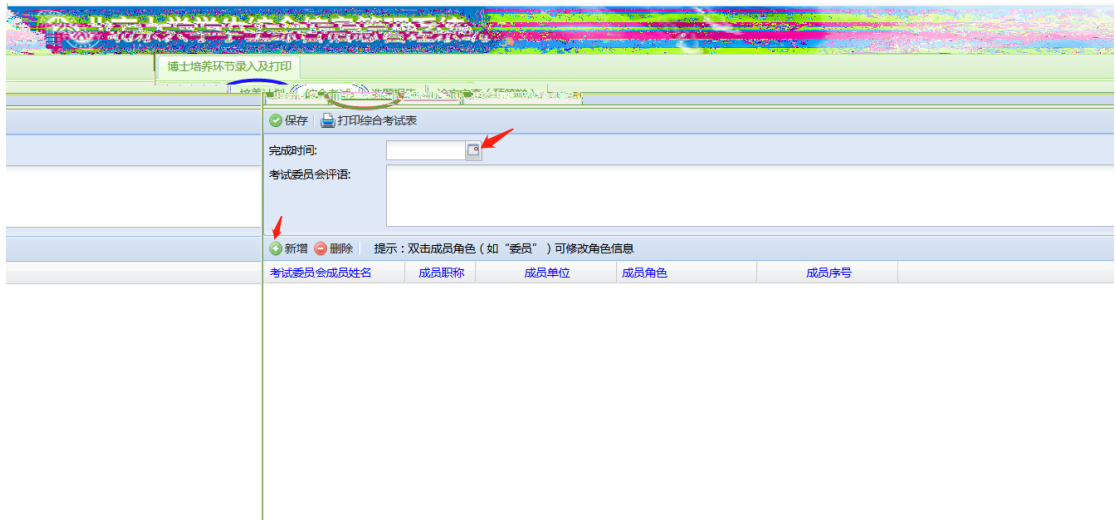 博士培养环节录入及打印
保存 打印综合考试表
完成时间:
考试委员会评语:
新增 删除 提示：双击成员角色（如“委员”）可修改角色信息
考试委员会成员姓名 成员职称 成员单位 成员角色 成员序号